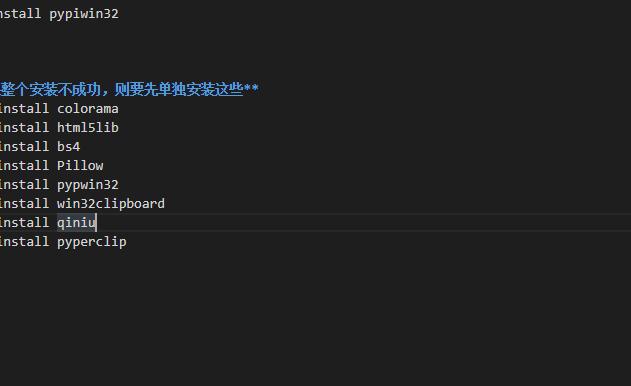 nstall pypiwin32
整个安装不成功，则要先单独安装这些**
install colorama
install html5lib
install bs4
install Pillow
install pypwin32
install win32clipboard
install qiniu
install pyperclip